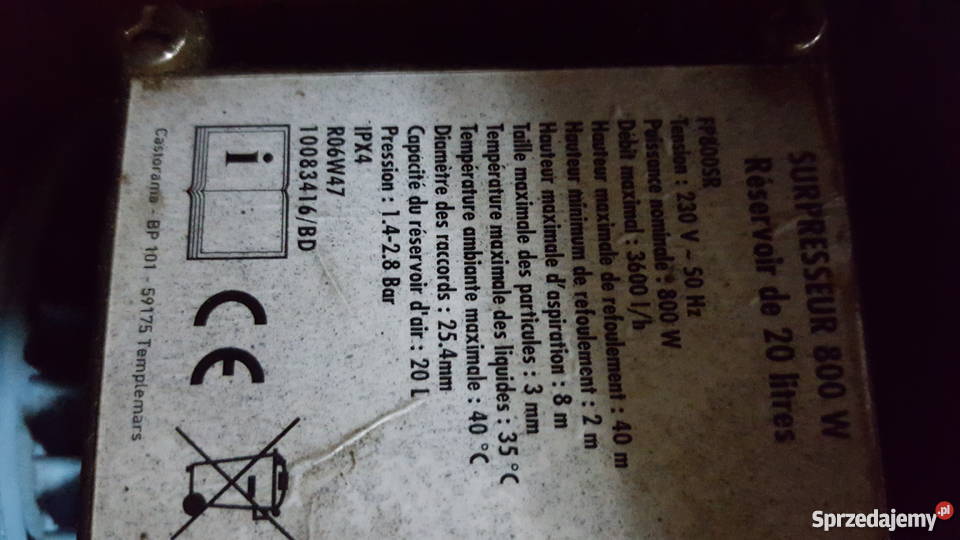 SURPRESSEUR 800 W
Réservoir de 20 litres
FP800SR
Tension : 230 V ~ 50 Hz
Puissance nominale : 800 W
Débit maximal : 3600 l/h
Hauteur maximale de refoulement : 40 m
Hauteur minimum de refoulement : 2 m
Hauteur maximale d'aspiration : 8 m
Taille maximale des particules : 3 mm
Température maximale des liquides : 35 °C
Température ambiante maximale : 40 °C
Diamètre des raccords : 25.4mm
Capacité du réservoir d'air : 20 L
Pression : 1.4-2.8 Bar
IPX4
R06W47
10083416/BD
i
CE
Castorama - BP 101 - 59175 Templemars
Sprzedajemy.pl